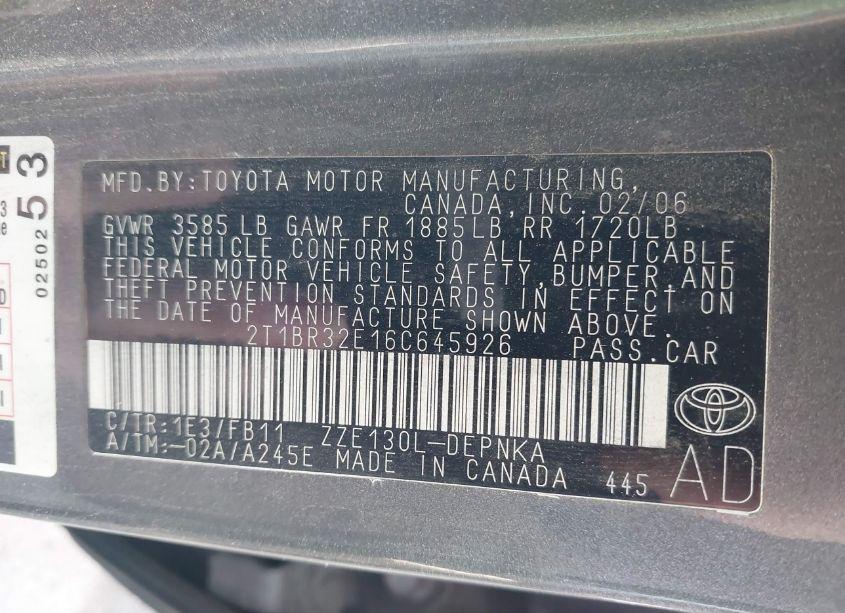 MFD.BY:TOYOTA MOTOR MANUFACTURING,
CANADA,INC.02/06
GVWR 3585 LB GAWR FR 1885LB RR 1720LB
THIS VEHICLE CONFORMS TO ALL APPLICABLE
FEDERAL MOTOR VEHICLE SAFETY,BUMPER,AND
THEFT PREVENTION STANDARDS IN EFFECT ON
THE DATE OF MANUFACTURE SHOWN ABOVE.
2T1BR32E16C645926 PASS.CAR
C/TR:1E3/FB11 ZZE130L-DEPNKA
A/TM:-02A/A245E MADE IN CANADA 445 AD
53
02502